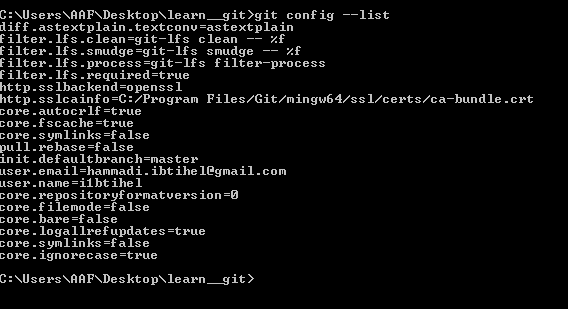 C:\Users\AAF\Desktop\learn__git>git config --list
diff.astextplain.textconv=astextplain
filter.lfs.clean=git-lfs clean -- %f
filter.lfs.smudge=git-lfs smudge -- %f
filter.lfs.process=git-lfs filter-process
filter.lfs.required=true
http.sslbackend=openssl
http.sslcainfo=C:/Program Files/Git/mingw64/ssl/certs/ca-bundle.crt
core.autocrlf=true
core.fscache=true
core.symlinks=false
pull.rebase=false
init.defaultbranch=master
user.email=hammadi.ibtihel@gmail.com
user.name=i1btihel
core.repositoryformatversion=0
core.filemode=false
core.bare=false
core.logallrefupdates=true
core.symlinks=false
core.ignorecase=true
C:\Users\AAF\Desktop\learn__git>